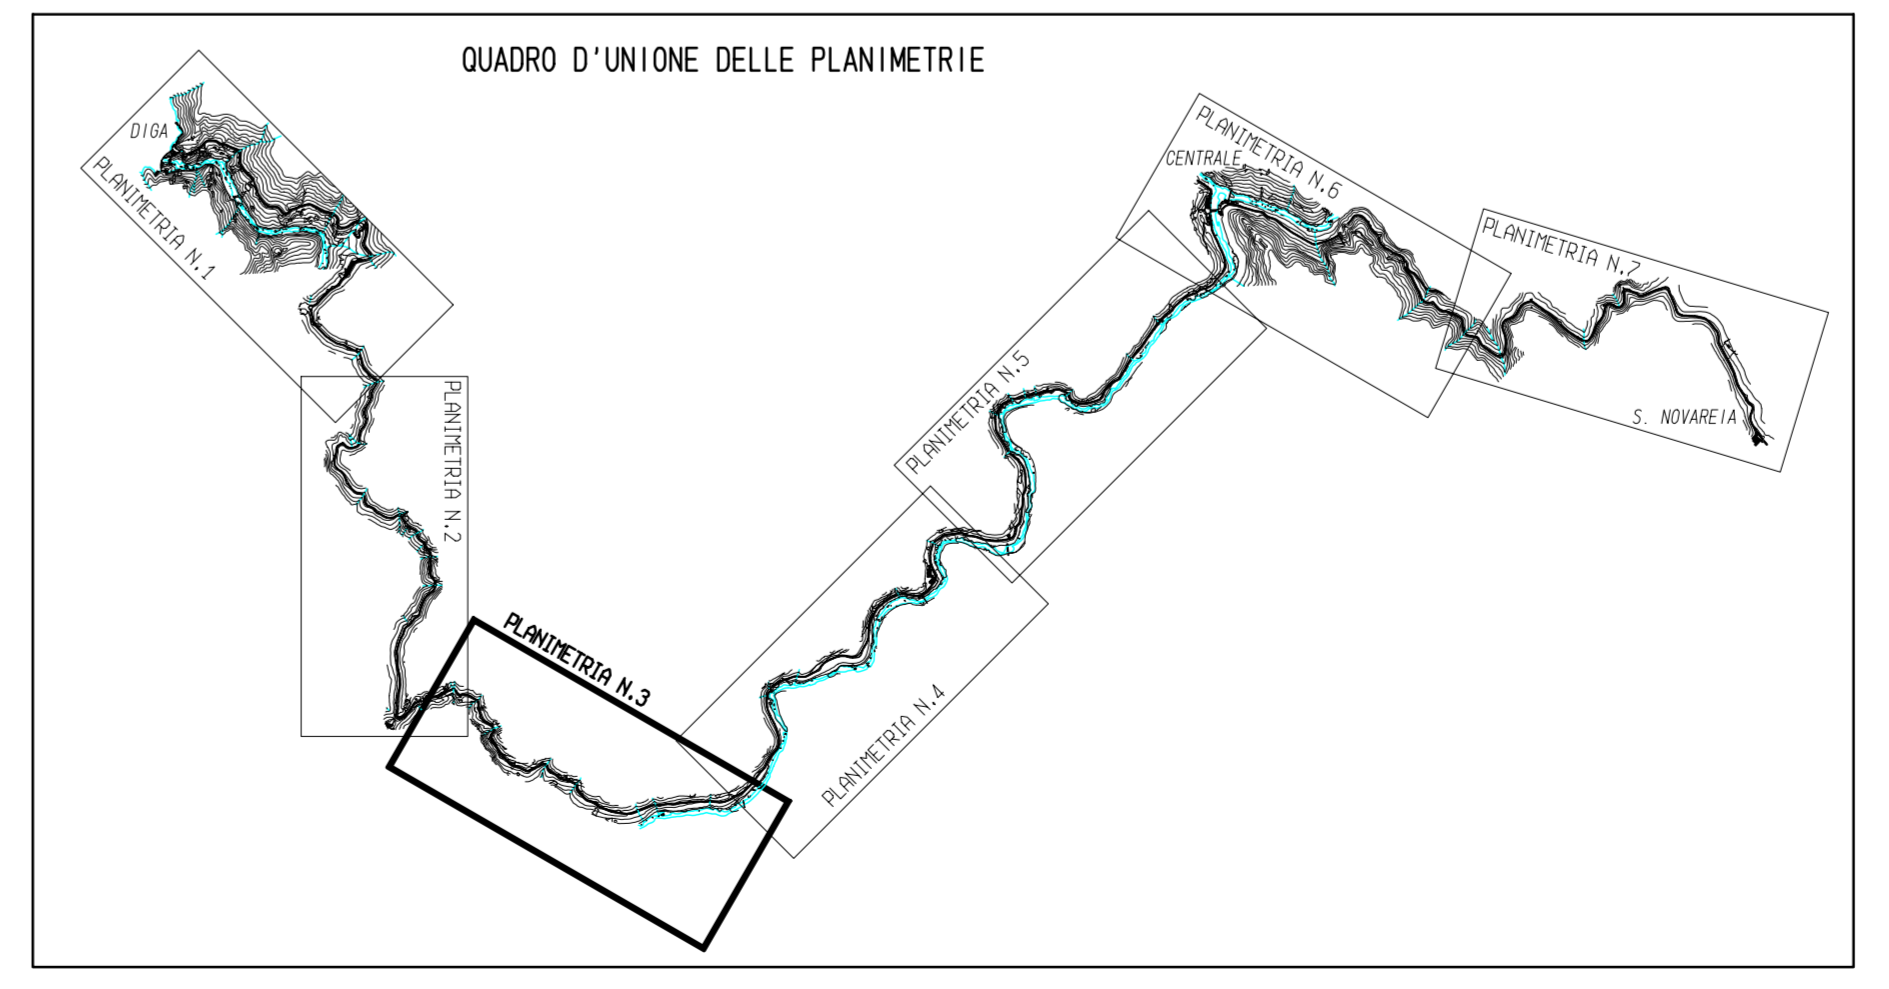 QUADRO D'UNIONE DELLE PLANIMETRIE
DIGA
PLANIMETRIA N.1
PLANIMETRIA N.2
PLANIMETRIA N.3
PLANIMETRIA N.4
PLANIMETRIA N.5
PLANIMETRIA N.6
CENTRALE
PLANIMETRIA N.7
S. NOVAREIA